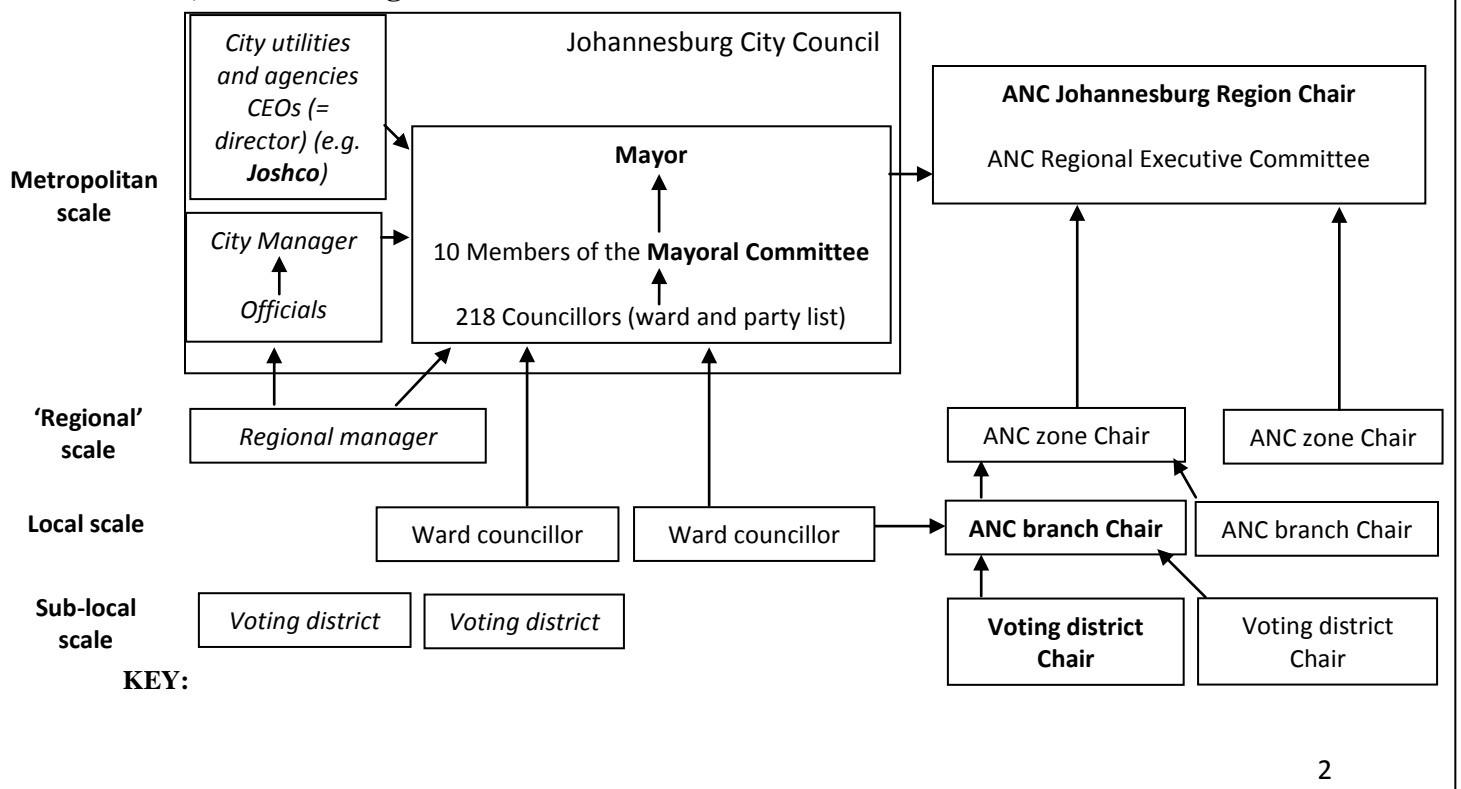 City utilities
and agencies
CEOs (=
director) (e.g.
Joshco)
Johannesburg City Council
ANC Johannesburg Region Chair
ANC Regional Executive Committee
Metropolitan
scale
Mayor
City Manager
Officials
10 Members of the Mayoral Committee
218 Councillors (ward and party list)
‘Regional’
scale
Regional manager
ANC zone Chair
ANC zone Chair
Local scale
Ward councillor
Ward councillor
ANC branch Chair
ANC branch Chair
Sub-local
scale
Voting district
Voting district
Voting district
Chair
Voting district
Chair
KEY:
2